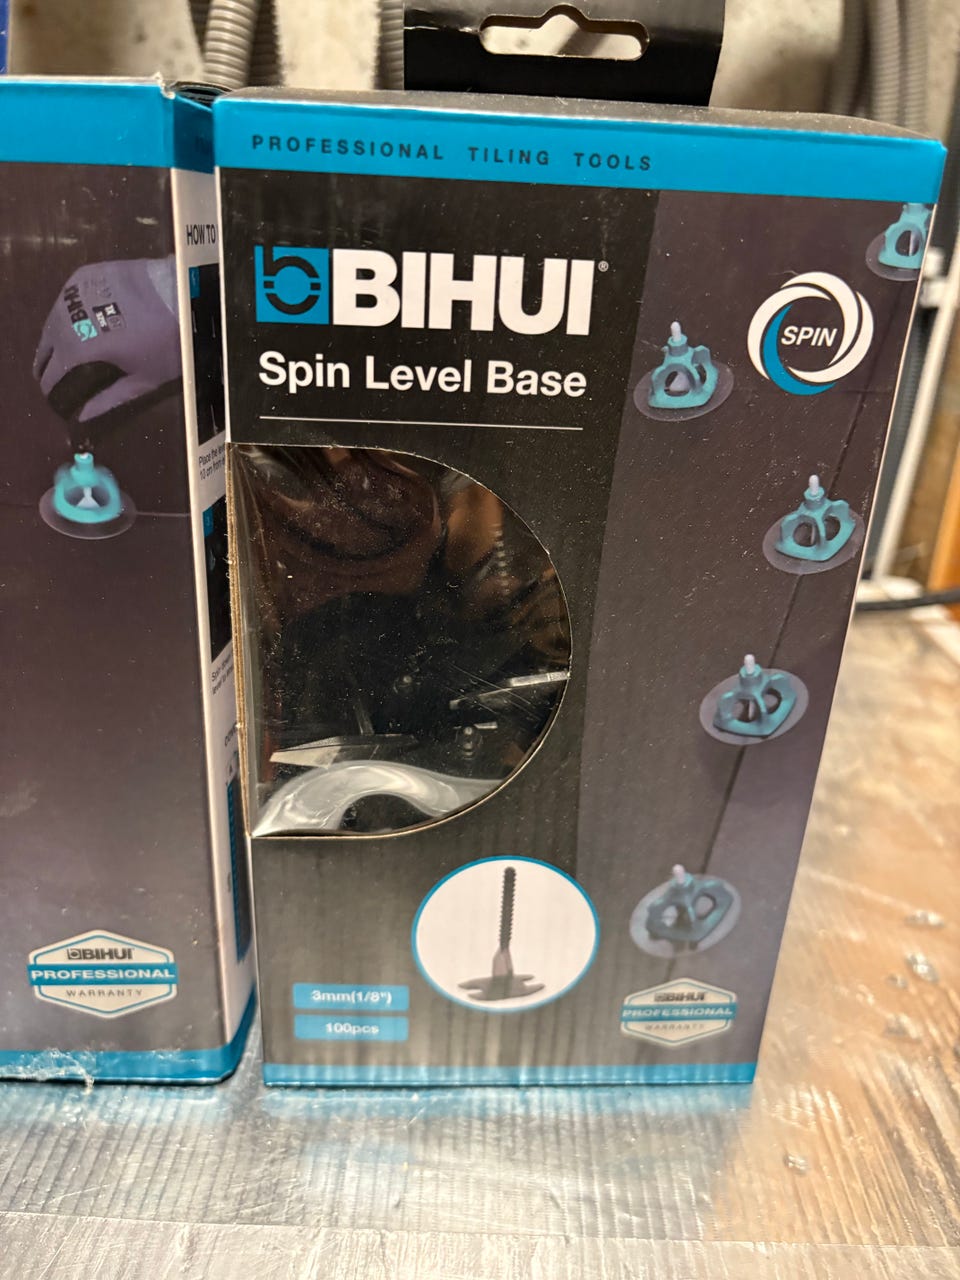 PROFESSIONAL TILING TOOLS
BIHUI®
Spin Level Base
SPIN
3mm(1/8")
100pcs
BIHUI
PROFESSIONAL
WARRANTY
HOW TO
BIHUI
BIHUI
PROFESSIONAL
WARRANTY